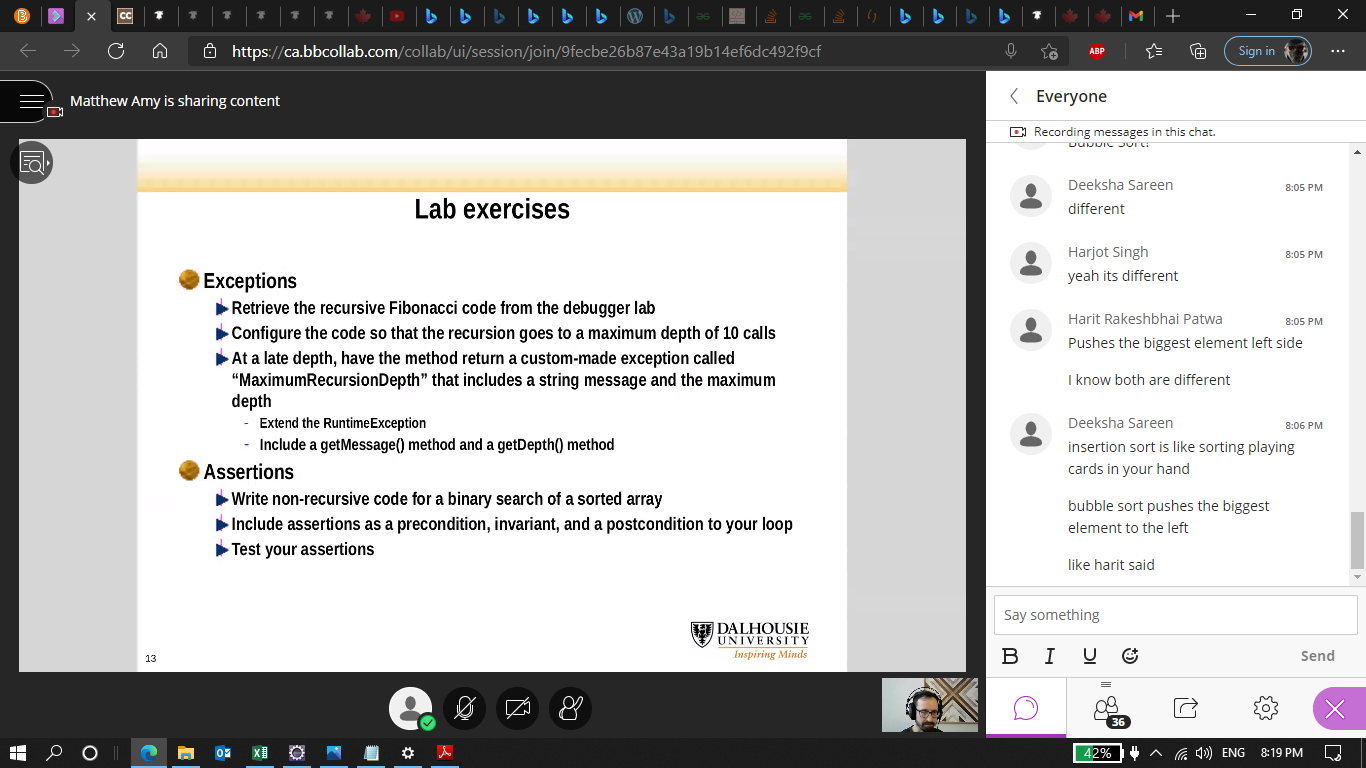 CC
ABP
https://ca.bbcollab.com/collab/ui/session/join/9fecbe26b87e43a19b14ef6dc492f9cf
Sign in
Matthew Amy is sharing content
Lab exercises
Exceptions
Retrieve the recursive Fibonacci code from the debugger lab
Configure the code so that the recursion goes to a maximum depth of 10 calls
At a late depth, have the method return a custom-made exception called
“MaximumRecursionDepth” that includes a string message and the maximum
depth
- Extend the RuntimeException
- Include a getMessage() method and a getDepth() method
Assertions
Write non-recursive code for a binary search of a sorted array
Include assertions as a precondition, invariant, and a postcondition to your loop
Test your assertions
DALHOUSIE
UNIVERSITY
Inspiring Minds
13
Everyone
Recording messages in this chat.
Bubble Sort?
Deeksha Sareen 8:05 PM
different
Harjot Singh 8:05 PM
yeah its different
Harit Rakeshbhai Patwa 8:05 PM
Pushes the biggest element left side
I know both are different
Deeksha Sareen 8:06 PM
insertion sort is like sorting playing
cards in your hand
bubble sort pushes the biggest
element to the left
like harit said
Say something
B I U Send
36
42% ENG 8:19 PM